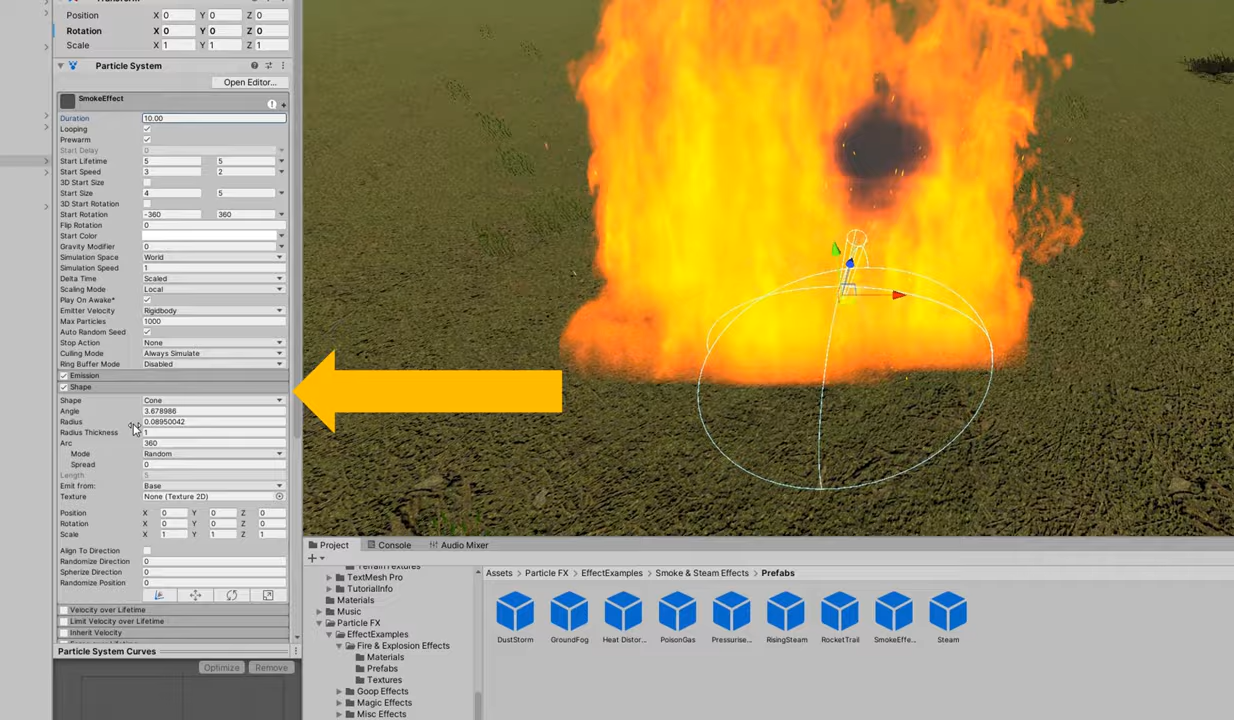 Position X 0 Y 0 Z 0
Rotation X 0 Y 0 Z 0
Scale X 1 Y 1 Z 1
Particle System
Open Editor...
SmokeEffect
Duration 10.00
Looping
Prewarm
Start Delay 0
Start Lifetime 5 5
Start Speed 3 2
3D Start Size
Start Size 4 5
3D Start Rotation
Start Rotation -360 360
Flip Rotation 0
Start Color
Gravity Modifier 0
Simulation Space World
Simulation Speed 1
Delta Time Scaled
Scaling Mode Local
Play On Awake*
Emitter Velocity Rigidbody
Max Particles 1000
Auto Random Seed
Stop Action None
Culling Mode Always Simulate
Ring Buffer Mode Disabled
Emission
Shape
Shape Cone
Angle 3.678986
Radius 0.08950042
Radius Thickness 1
Arc 360
Mode Random
Spread 0
Length 5
Emit from: Base
Texture None (Texture 2D)
Position X 0 Y 0 Z 0
Rotation X 0 Y 0 Z 0
Scale X 1 Y 1 Z 1
Align To Direction
Randomize Direction 0
Spherize Direction 0
Randomize Position 0
Velocity over Lifetime
Limit Velocity over Lifetime
Inherit Velocity
Particle System Curves
Optimize Remove
Project Console Audio Mixer
TextMesh Pro
TutorialInfo
Materials
Music
Particle FX
EffectExamples
Fire & Explosion Effects
Materials
Prefabs
Textures
Goop Effects
Magic Effects
Misc Effects
Assets > Particle FX > EffectExamples > Smoke & Steam Effects > Prefabs
DustStorm GroundFog Heat Distor... PoisonGas Pressurise... RisingSteam RocketTrail SmokeEffe... Steam